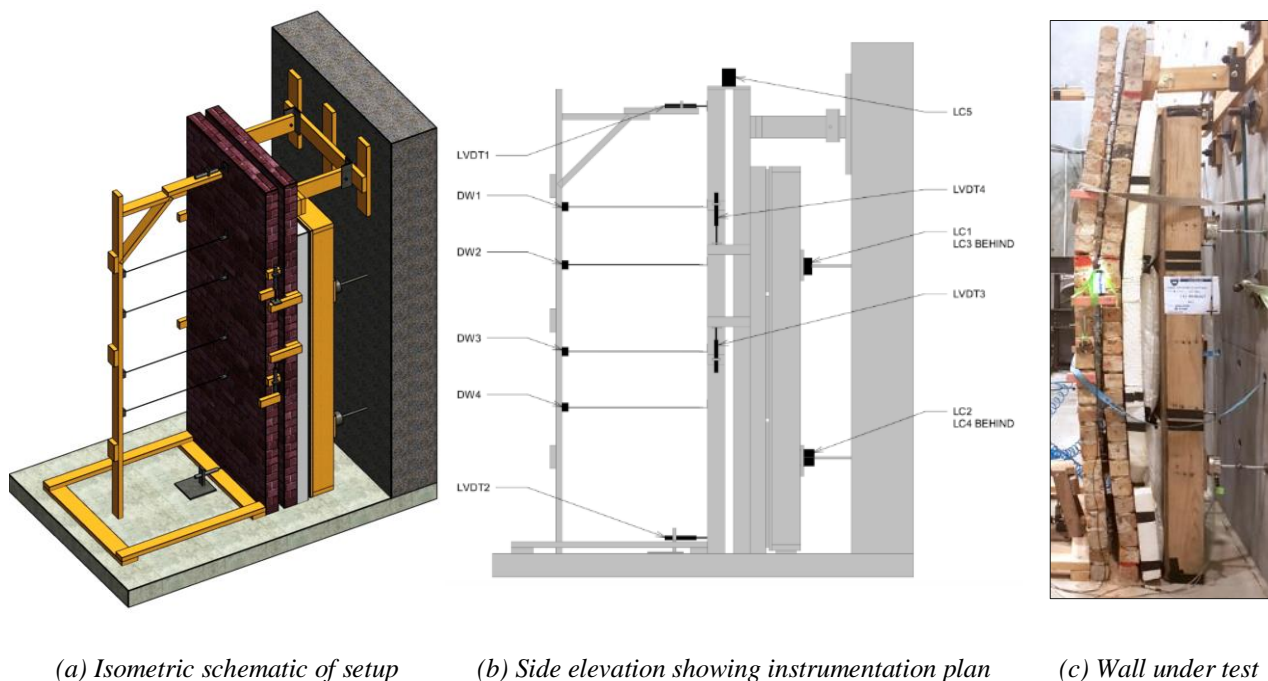 LC5
LVDT1
LVDT4
DW1
LC1
LC3 BEHIND
DW2
LVDT3
DW3
DW4
LC2
LC4 BEHIND
LVDT2
(a) Isometric schematic of setup
(b) Side elevation showing instrumentation plan
(c) Wall under test